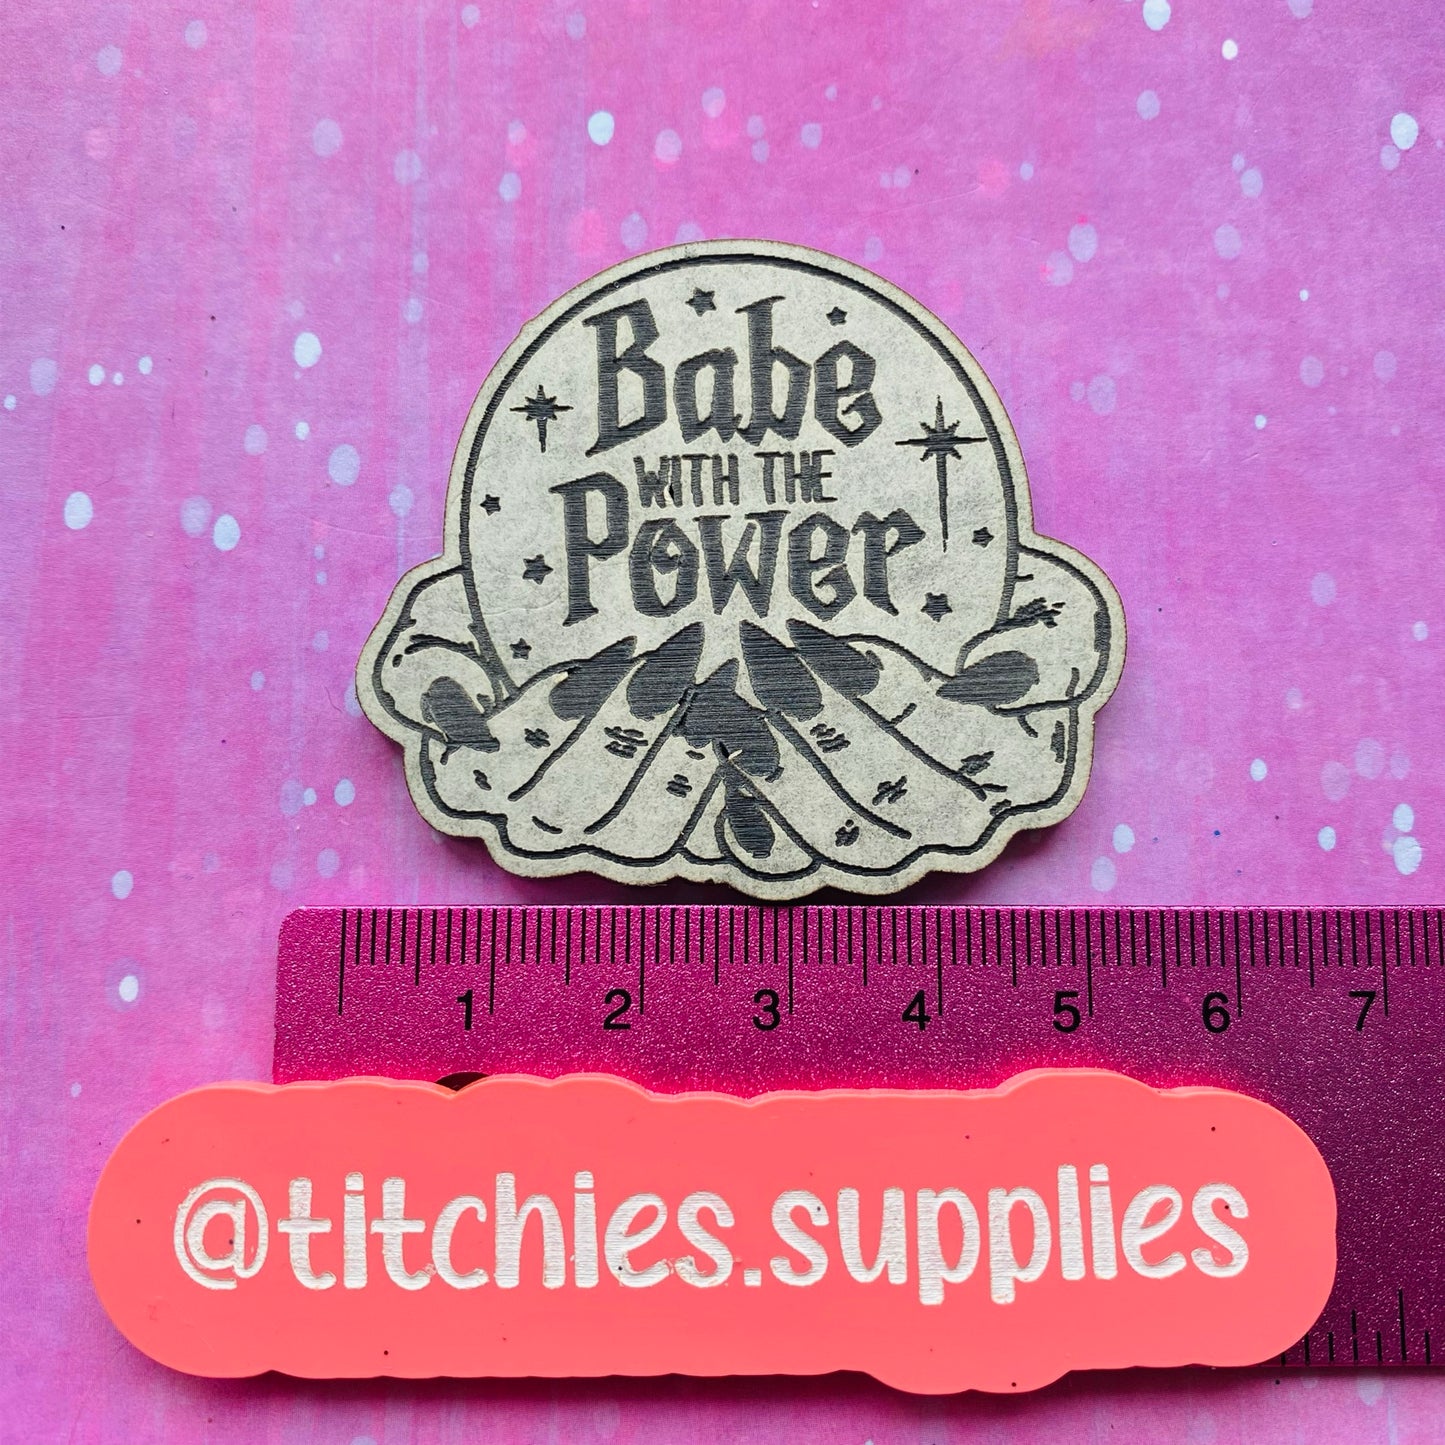 Babe
WITH THE
Power
1 2 3 4 5 6 7
@titchies.supplies